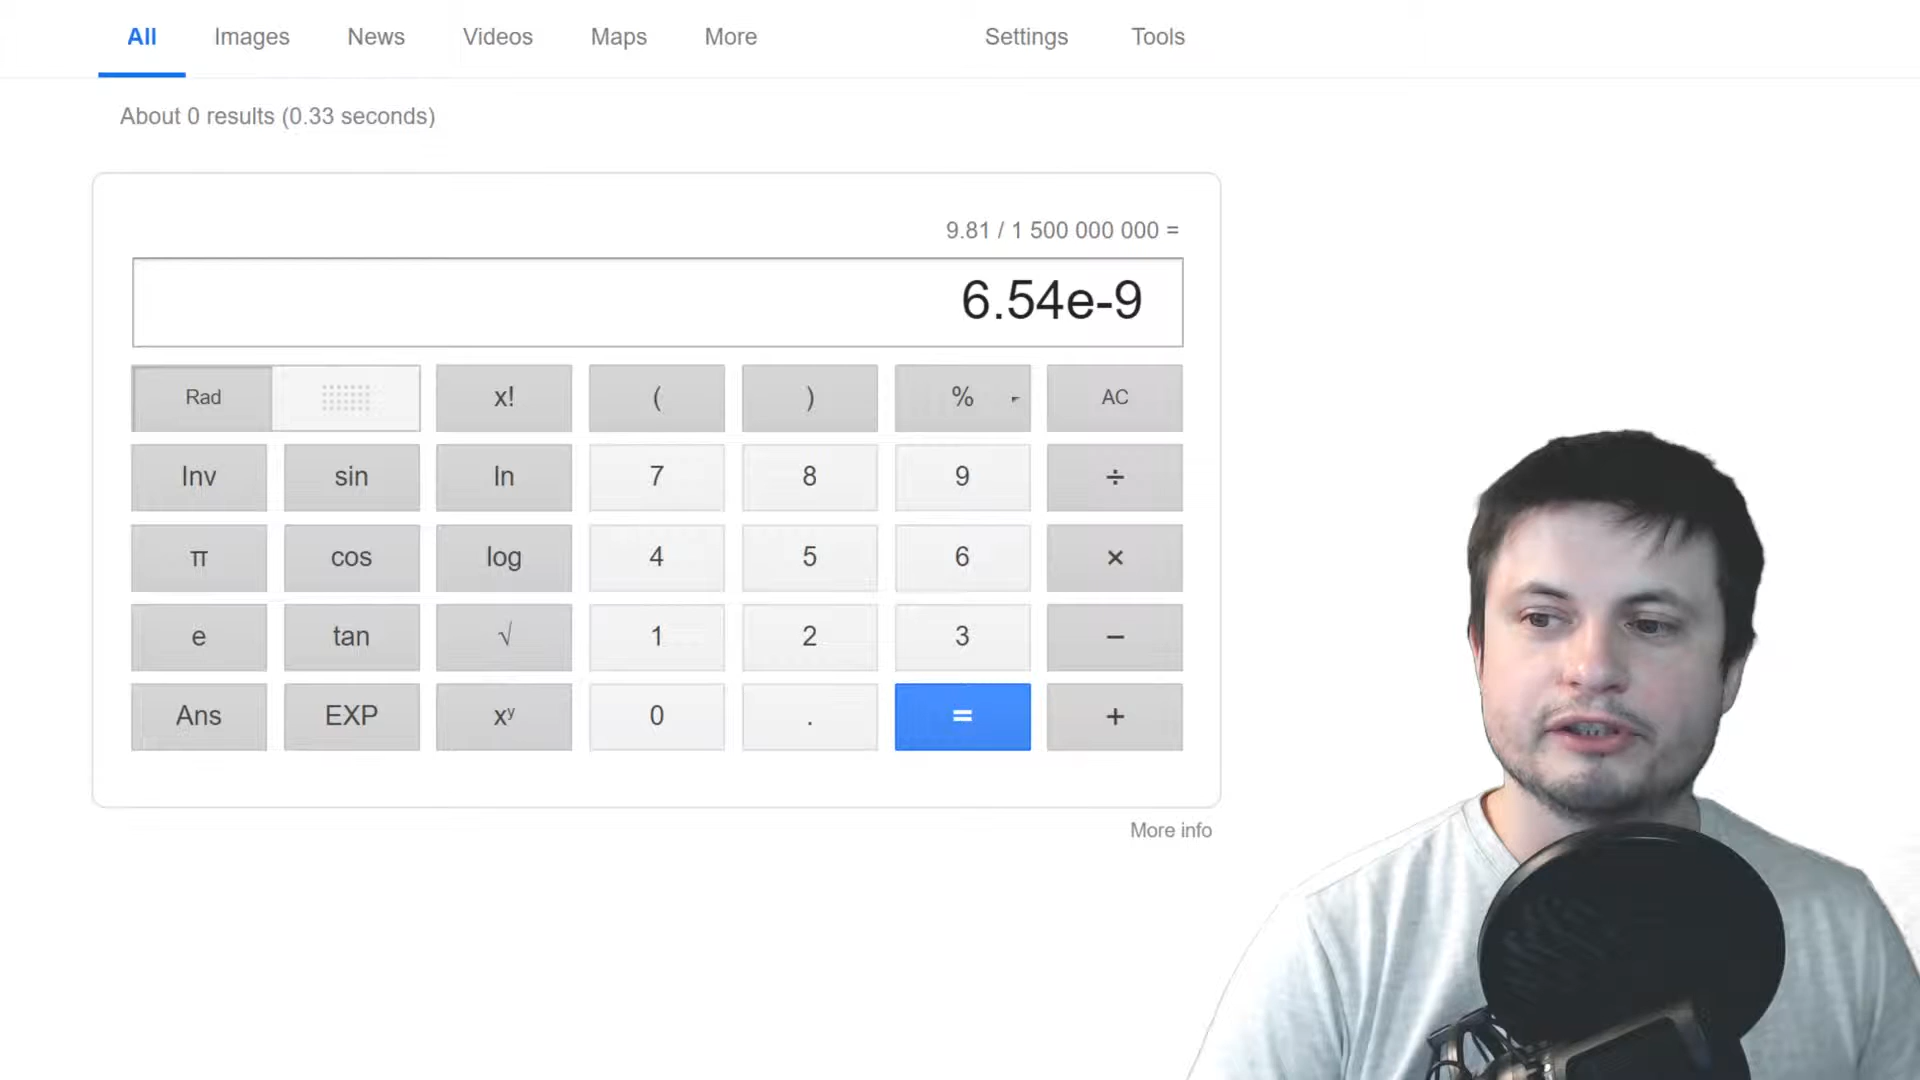 All Images News Videos Maps More Settings Tools
About 0 results (0.33 seconds)
9.81 / 1 500 000 000 =
6.54e-9
Rad x! ( ) % AC
Inv sin ln 7 8 9 ÷
π cos log 4 5 6 ×
e tan √ 1 2 3 −
Ans EXP xʸ 0 . = +
More info